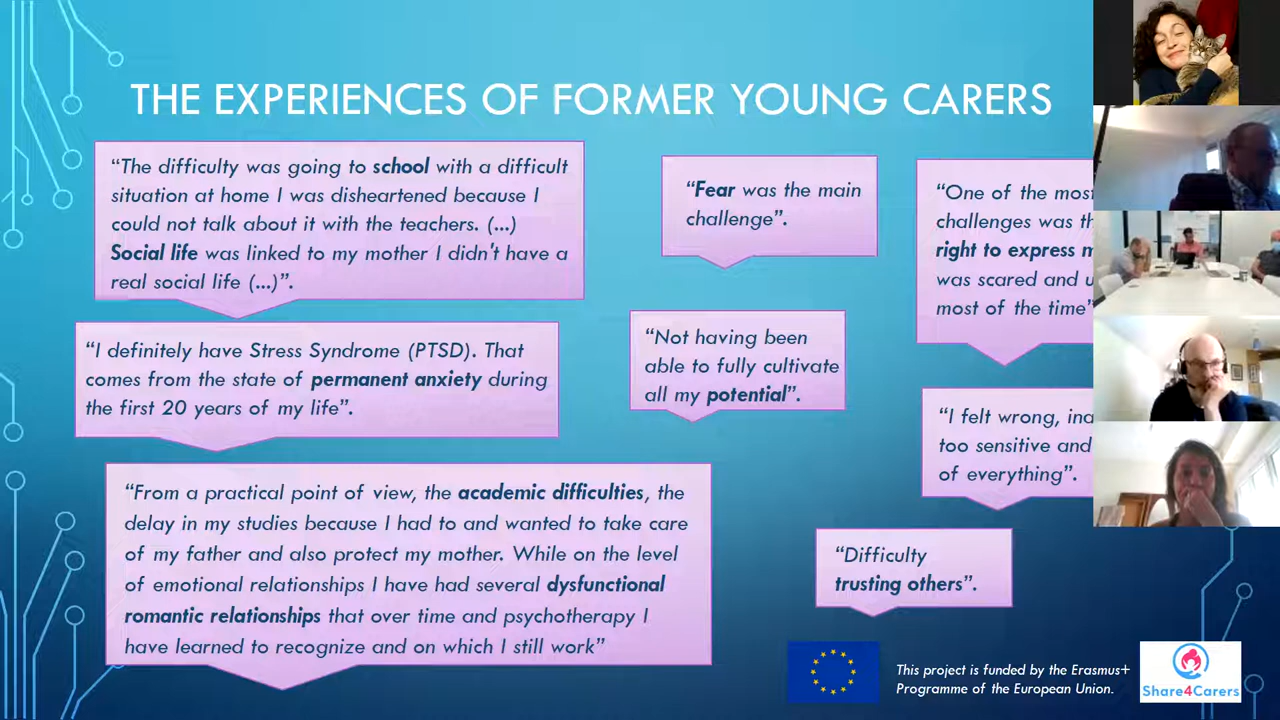 THE EXPERIENCES OF FORMER YOUNG CARERS
“The difficulty was going to school with a difficult
situation at home I was disheartened because I
could not talk about it with the teachers. (...)
Social life was linked to my mother I didn't have a
real social life (...)”.
“I definitely have Stress Syndrome (PTSD). That
comes from the state of permanent anxiety during
the first 20 years of my life”.
“From a practical point of view, the academic difficulties, the
delay in my studies because I had to and wanted to take care
of my father and also protect my mother. While on the level
of emotional relationships I have had several dysfunctional
romantic relationships that over time and psychotherapy I
have learned to recognize and on which I still work”
“Fear was the main
challenge”.
“Not having been
able to fully cultivate
all my potential”.
“One of the most
challenges was
right to express
was scared and
most of the time”
“I felt wrong,
too sensitive and
of everything”.
“Difficulty
trusting others”.
This project is funded by the Erasmus+
Programme of the European Union.
Share4Carers